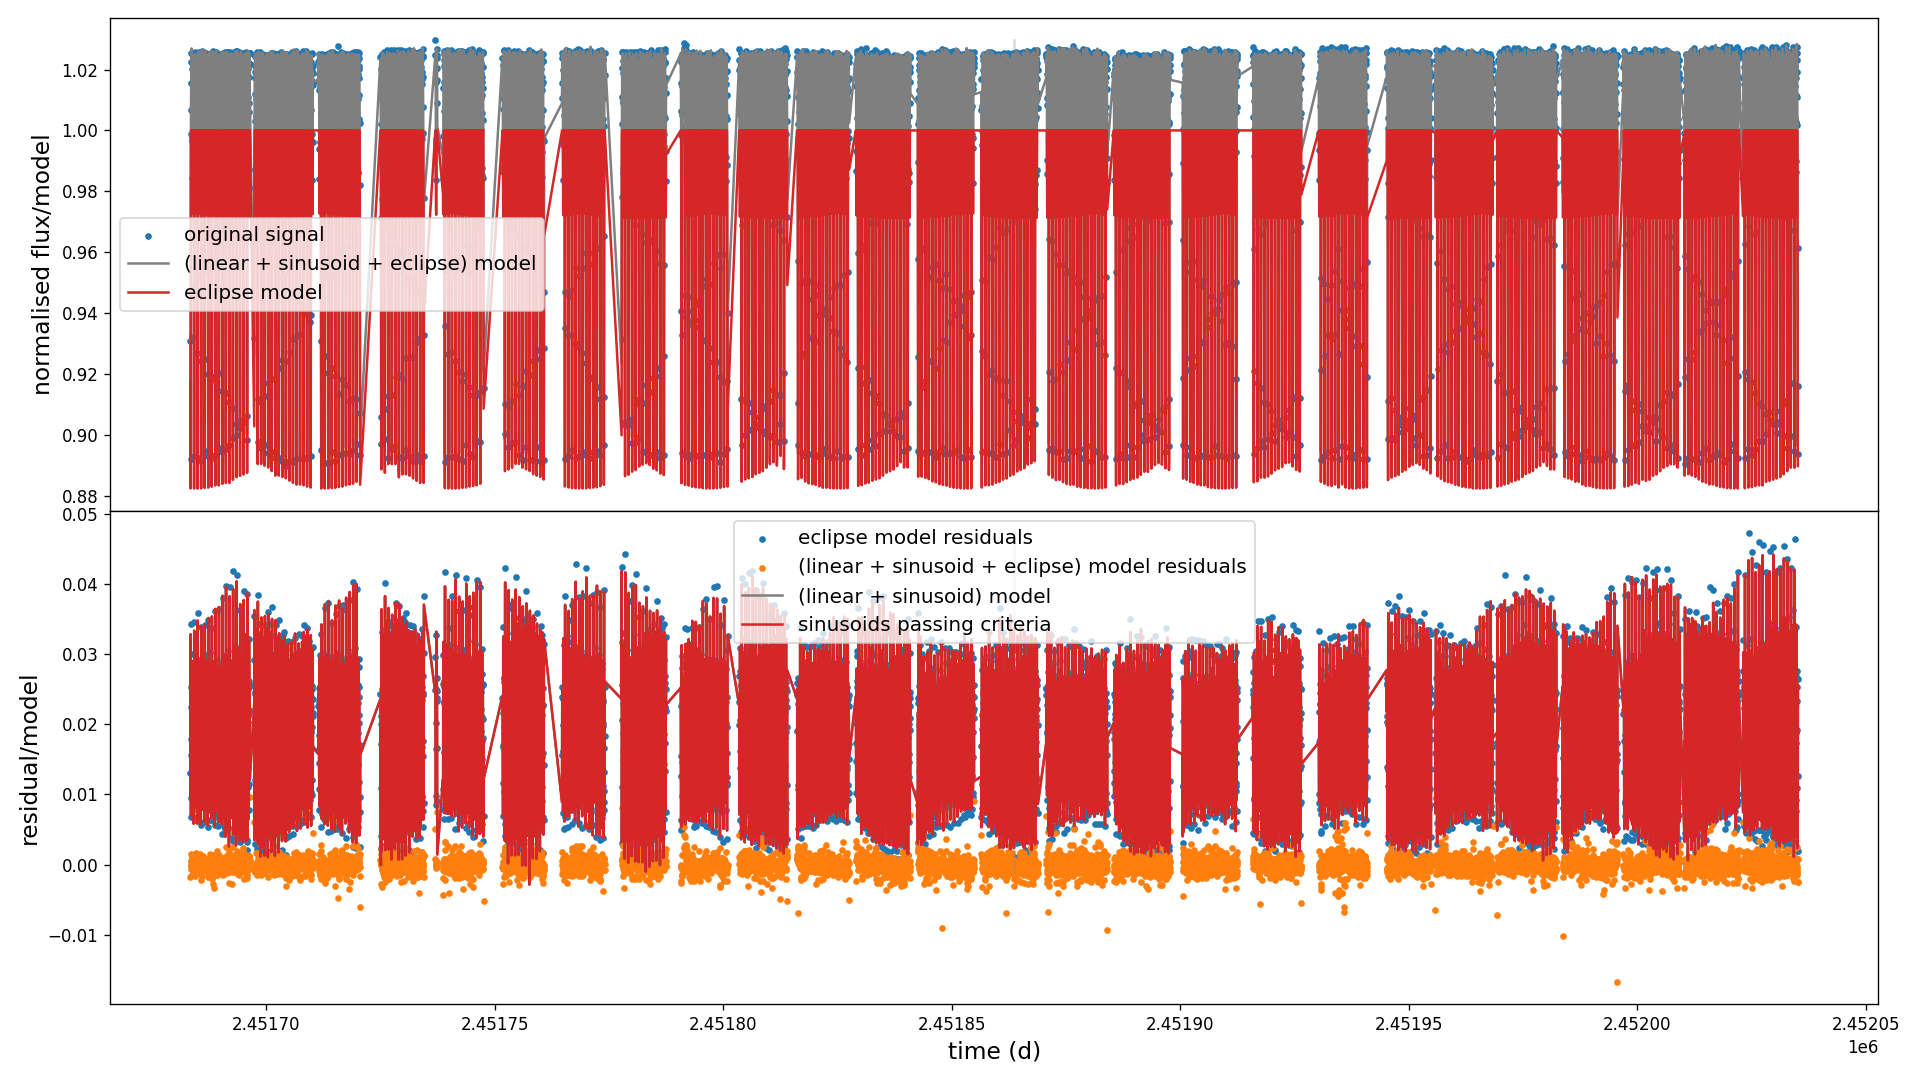 normalised flux/model
1.02
1.00
0.98
0.96
0.94
0.92
0.90
0.88
original signal
(linear + sinusoid + eclipse) model
eclipse model
residual/model
0.05
0.04
0.03
0.02
0.01
0.00
−0.01
eclipse model residuals
(linear + sinusoid + eclipse) model residuals
(linear + sinusoid) model
sinusoids passing criteria
2.45170 2.45175 2.45180 2.45185 2.45190 2.45195 2.45200 2.45205
1e6
time (d)